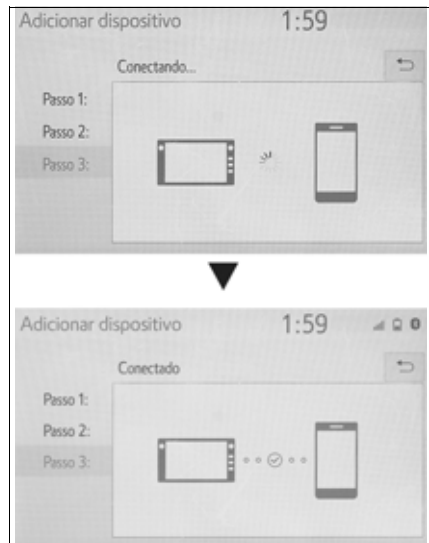 Adicionar dispositivo 1:59
Conectando...
Passo 1:
Passo 2:
Passo 3:
Adicionar dispositivo 1:59
Conectado
Passo 1:
Passo 2:
Passo 3: